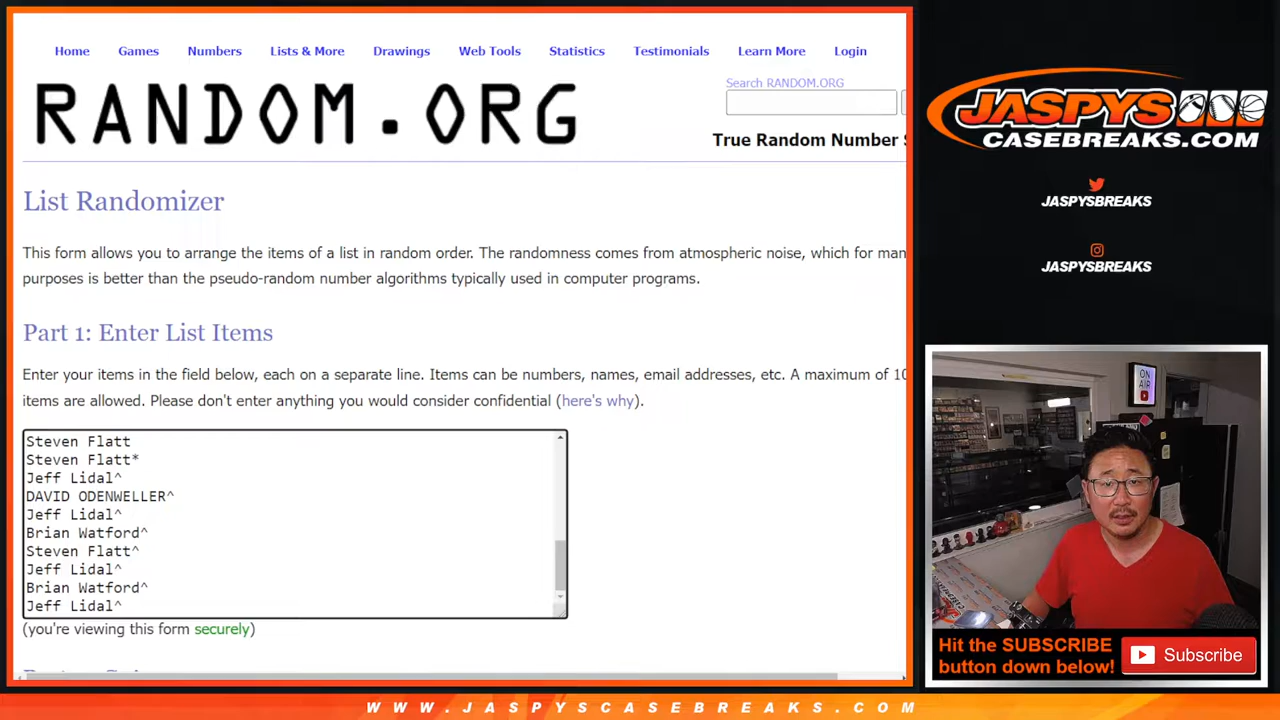 Home Games Numbers Lists & More Drawings Web Tools Statistics Testimonials Learn More Login
RANDOM.ORG
Search RANDOM.ORG
True Random Number S
List Randomizer
This form allows you to arrange the items of a list in random order. The randomness comes from atmospheric noise, which for man
purposes is better than the pseudo-random number algorithms typically used in computer programs.
Part 1: Enter List Items
Enter your items in the field below, each on a separate line. Items can be numbers, names, email addresses, etc. A maximum of 10
items are allowed. Please don't enter anything you would consider confidential (here's why).
Steven Flatt
Steven Flatt*
Jeff Lidal^
DAVID ODENWELLER^
Jeff Lidal^
Brian Watford^
Steven Flatt^
Jeff Lidal^
Brian Watford^
Jeff Lidal^
(you're viewing this form securely)
JASPYS
CASEBREAKS.COM
JASPYSBREAKS
JASPYSBREAKS
ON
AIR
Hit the SUBSCRIBE
button down below!
Subscribe
WWW.JASPYSCASEBREAKS.COM